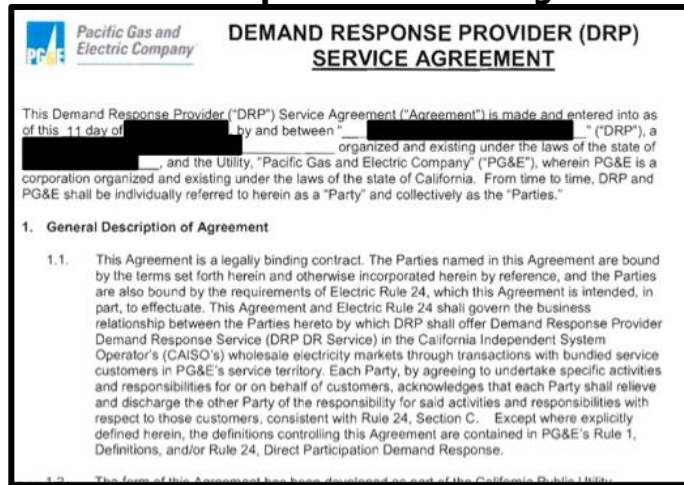 Pacific Gas and
Electric Company
PG&E
DEMAND RESPONSE PROVIDER (DRP)
SERVICE AGREEMENT
This Demand Response Provider ("DRP") Service Agreement ("Agreement") is made and entered into as
of this 11 day of , by and between " " ("DRP"), a
organized and existing under the laws of the state of
, and the Utility, "Pacific Gas and Electric Company" ("PG&E"), wherein PG&E is a
corporation organized and existing under the laws of the state of California. From time to time, DRP and
PG&E shall be individually referred to herein as a "Party" and collectively as the "Parties."
1. General Description of Agreement
1.1. This Agreement is a legally binding contract. The Parties named in this Agreement are bound
by the terms set forth herein and otherwise incorporated herein by reference, and the Parties
are also bound by the requirements of Electric Rule 24, which this Agreement is intended, in
part, to effectuate. This Agreement and Electric Rule 24 shall govern the business
relationship between the Parties hereto by which DRP shall offer Demand Response Provider
Demand Response Service (DRP DR Service) in the California Independent System
Operator's (CAISO's) wholesale electricity markets through transactions with bundled service
customers in PG&E's service territory. Each Party, by agreeing to undertake specific activities
and responsibilities for or on behalf of customers, acknowledges that each Party shall relieve
and discharge the other Party of the responsibility for said activities and responsibilities with
respect to those customers, consistent with Rule 24, Section C. Except where explicitly
defined herein, the definitions controlling this Agreement are contained in PG&E's Rule 1,
Definitions, and/or Rule 24, Direct Participation Demand Response.